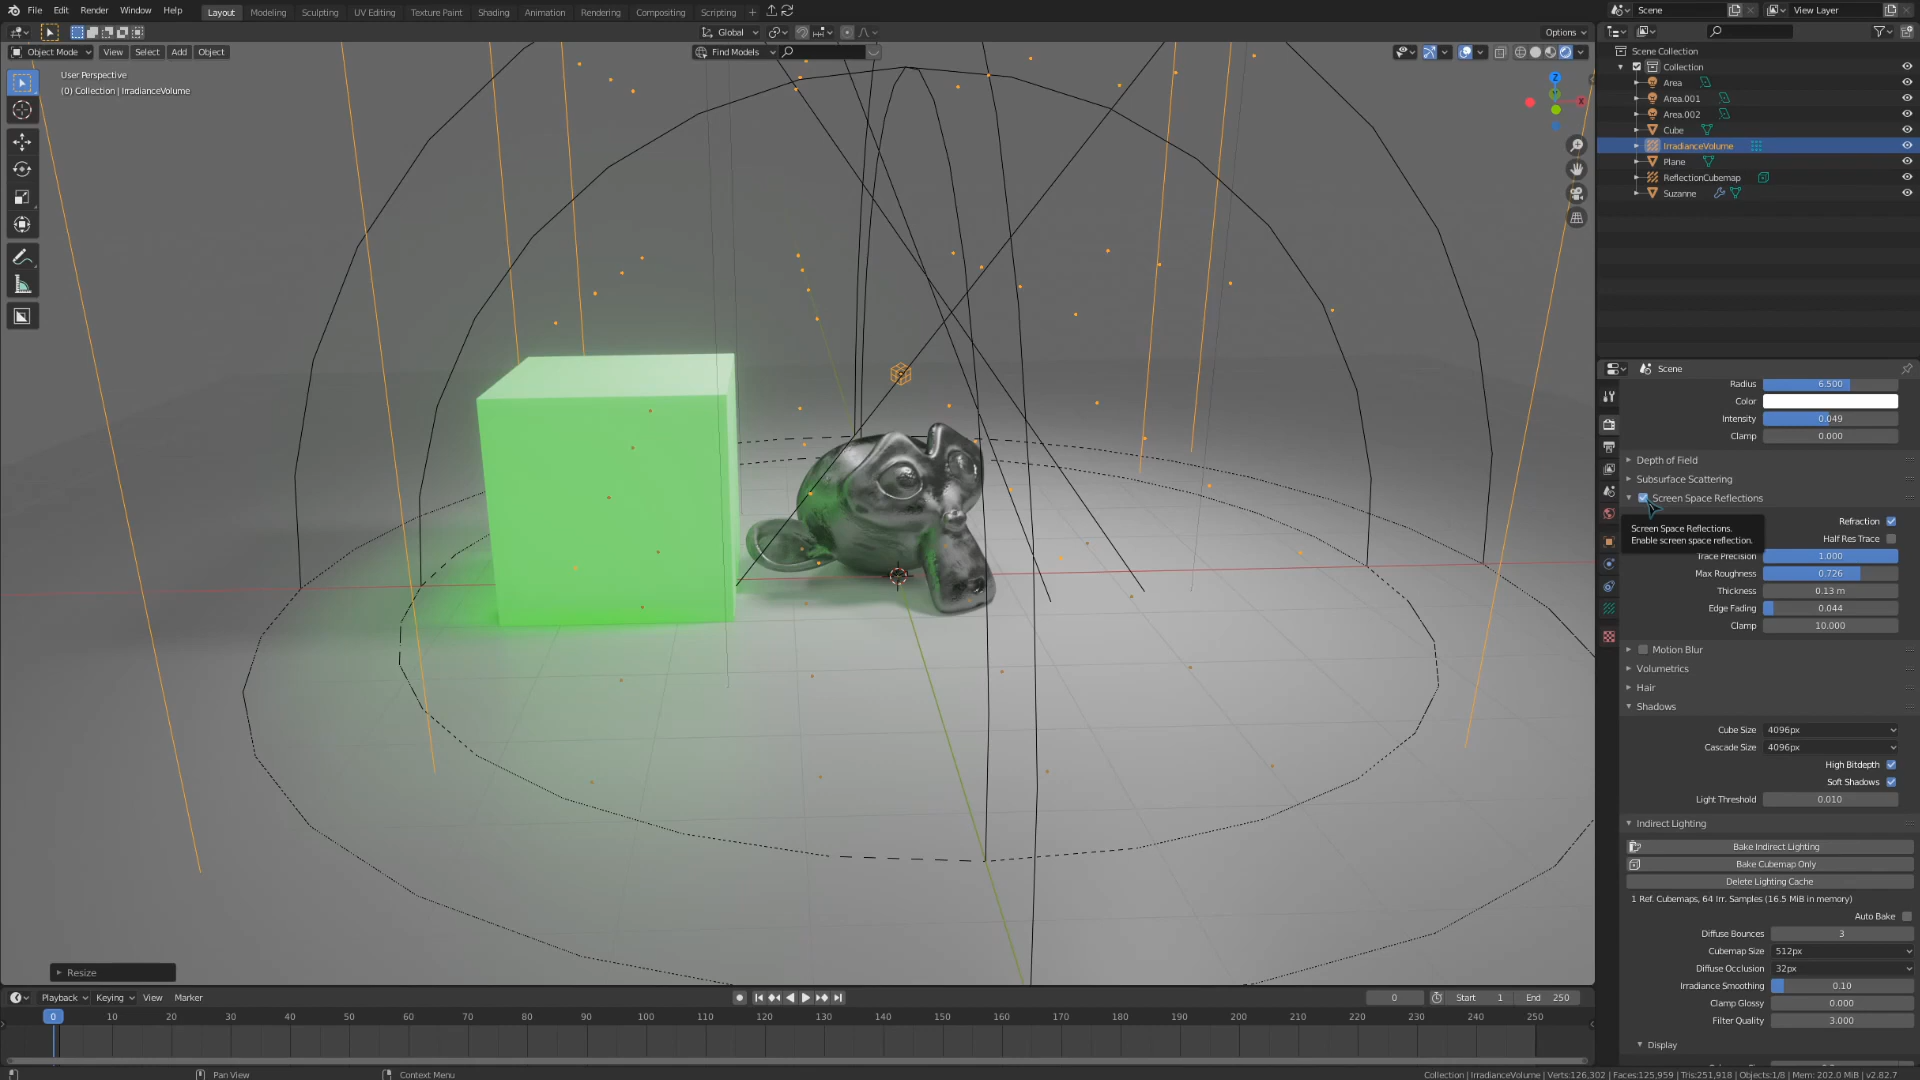 File Edit Render Window Help Layout Modeling Sculpting UV Editing Texture Paint Shading Animation Rendering Compositing Scripting + Scene View Layer
Global Options
Object Mode View Select Add Object Find Models
User Perspective
(0) Collection | IrradianceVolume
Z
X
Scene Collection
Collection
Area
Area.001
Area.002
Cube
IrradianceVolume
Plane
ReflectionCubemap
Suzanne
Scene
Radius 6.500
Color
Intensity 0.049
Clamp 0.000
Depth of Field
Subsurface Scattering
Screen Space Reflections
Refraction
Screen Space Reflections.
Enable screen space reflection.
Half Res Trace
Trace Precision 1.000
Max Roughness 0.726
Thickness 0.13 m
Edge Fading 0.044
Clamp 10.000
Motion Blur
Volumetrics
Hair
Shadows
Cube Size 4096px
Cascade Size 4096px
High Bitdepth
Soft Shadows
Light Threshold 0.010
Indirect Lighting
Bake Indirect Lighting
Bake Cubemap Only
Delete Lighting Cache
1 Ref. Cubemaps, 64 Irr. Samples (16.5 MiB in memory)
Auto Bake
Diffuse Bounces 3
Cubemap Size 512px
Diffuse Occlusion 32px
Irradiance Smoothing 0.10
Clamp Glossy 0.000
Filter Quality 3.000
Display
Resize
Playback Keying View Marker 0 Start 1 End 250
0 10 20 30 40 50 60 70 80 90 100 110 120 130 140 150 160 170 180 190 200 210 220 230 240 250
Pan View Context Menu Collection | IrradianceVolume | Verts:126,302 | Faces:125,959 | Tris:251,918 | Objects:1/8 | Mem: 202.0 MiB | v2.82.7